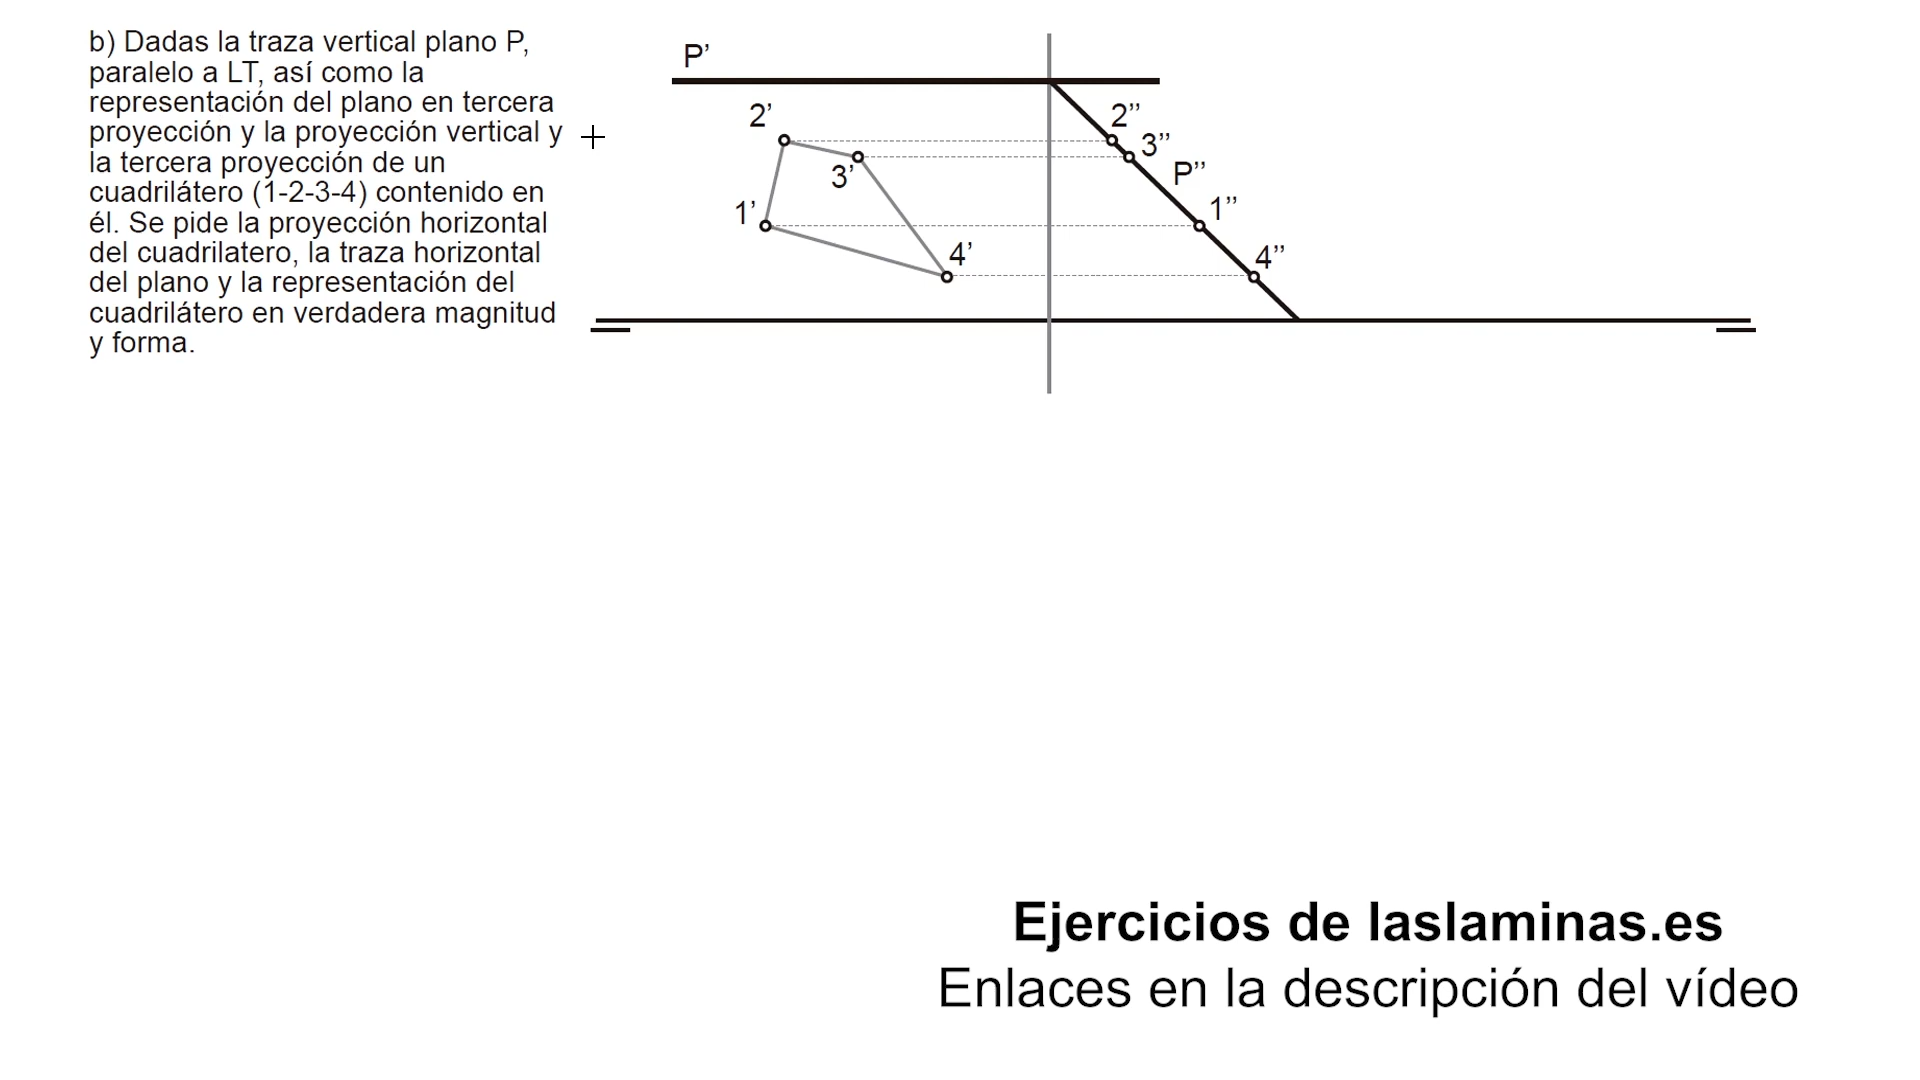 b) Dadas la traza vertical plano P,
paralelo a LT, así como la
representación del plano en tercera
proyección y la proyección vertical y
la tercera proyección de un
cuadrilátero (1-2-3-4) contenido en
él. Se pide la proyección horizontal
del cuadrilatero, la traza horizontal
del plano y la representación del
cuadrilátero en verdadera magnitud
y forma.
P’
2’
2’’
3’’
3’
P’’
1’
1’’
4’
4’’
Ejercicios de laslaminas.es
Enlaces en la descripción del vídeo